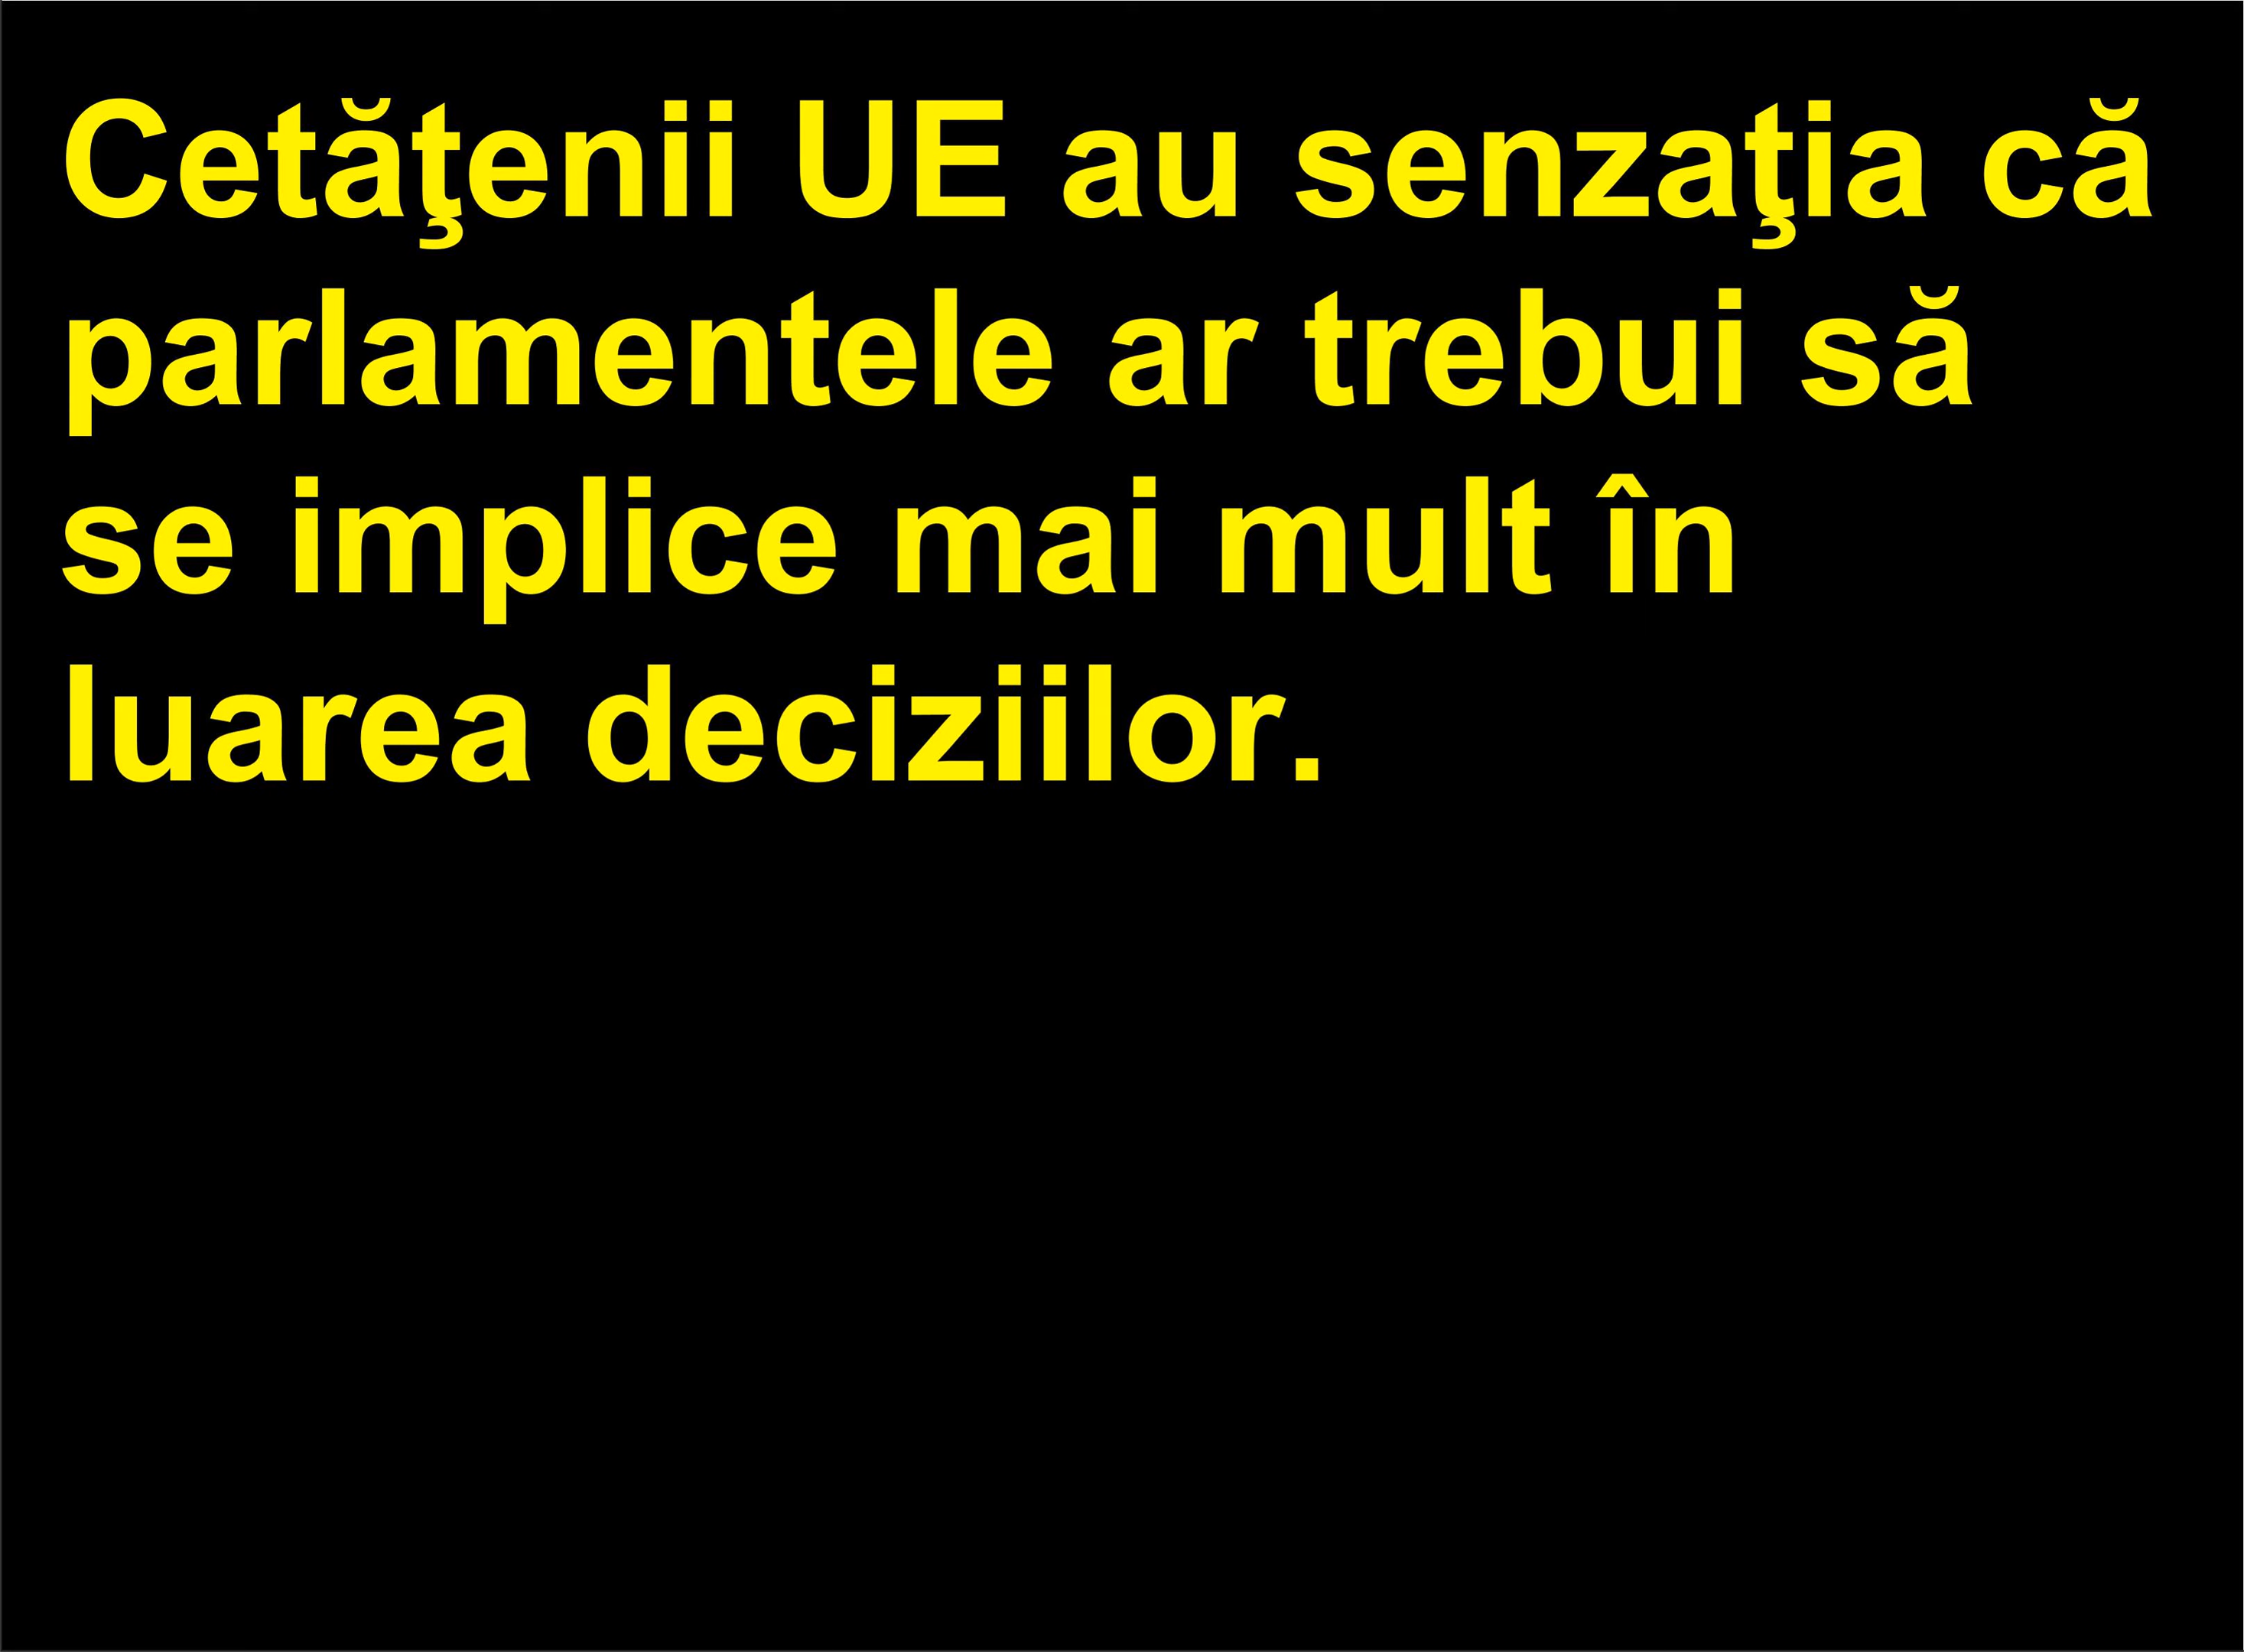 Cetăţenii UE au senzaţia că
parlamentele ar trebui să
se implice mai mult în
luarea deciziilor.